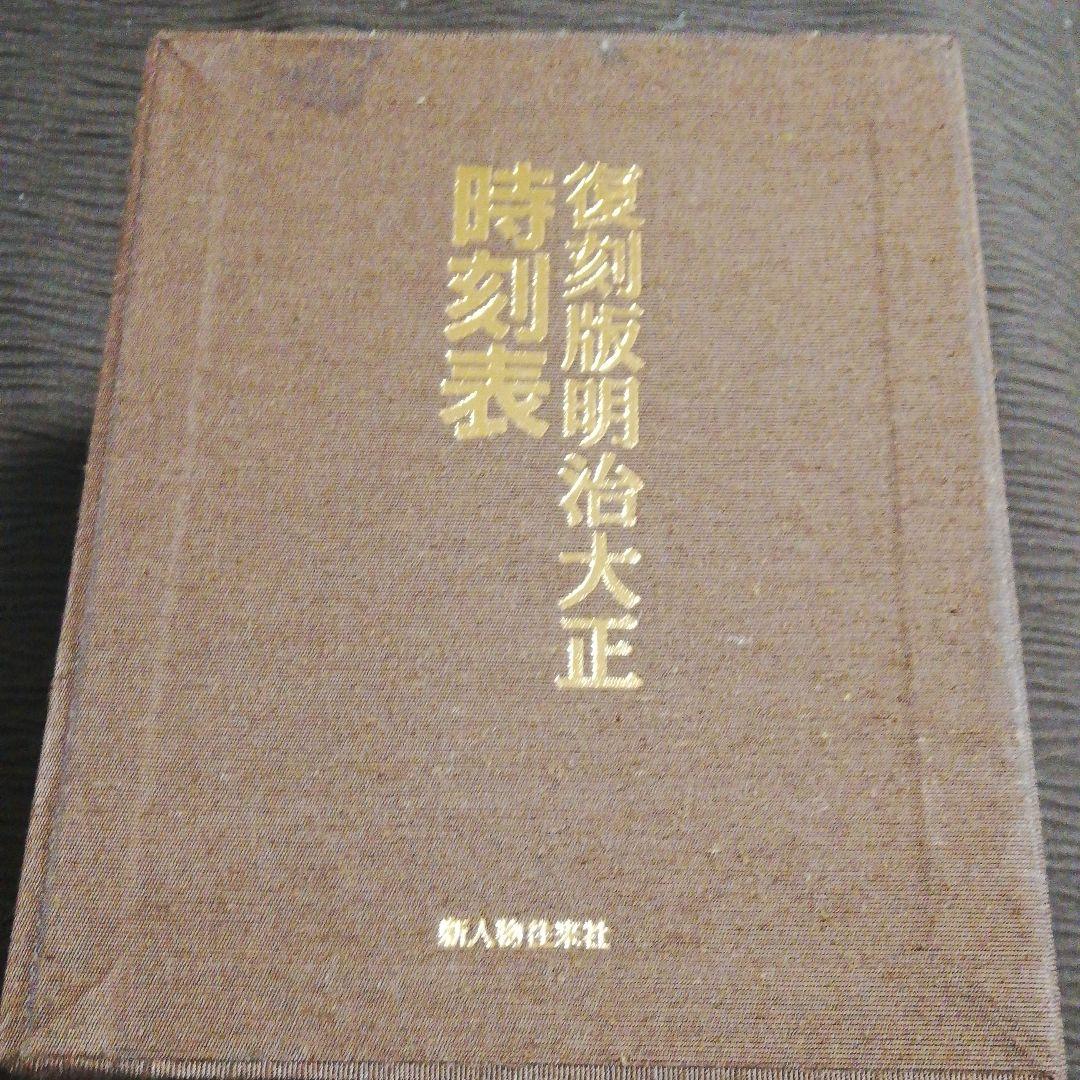 復刻版明治大正
時刻表
新人物往来社